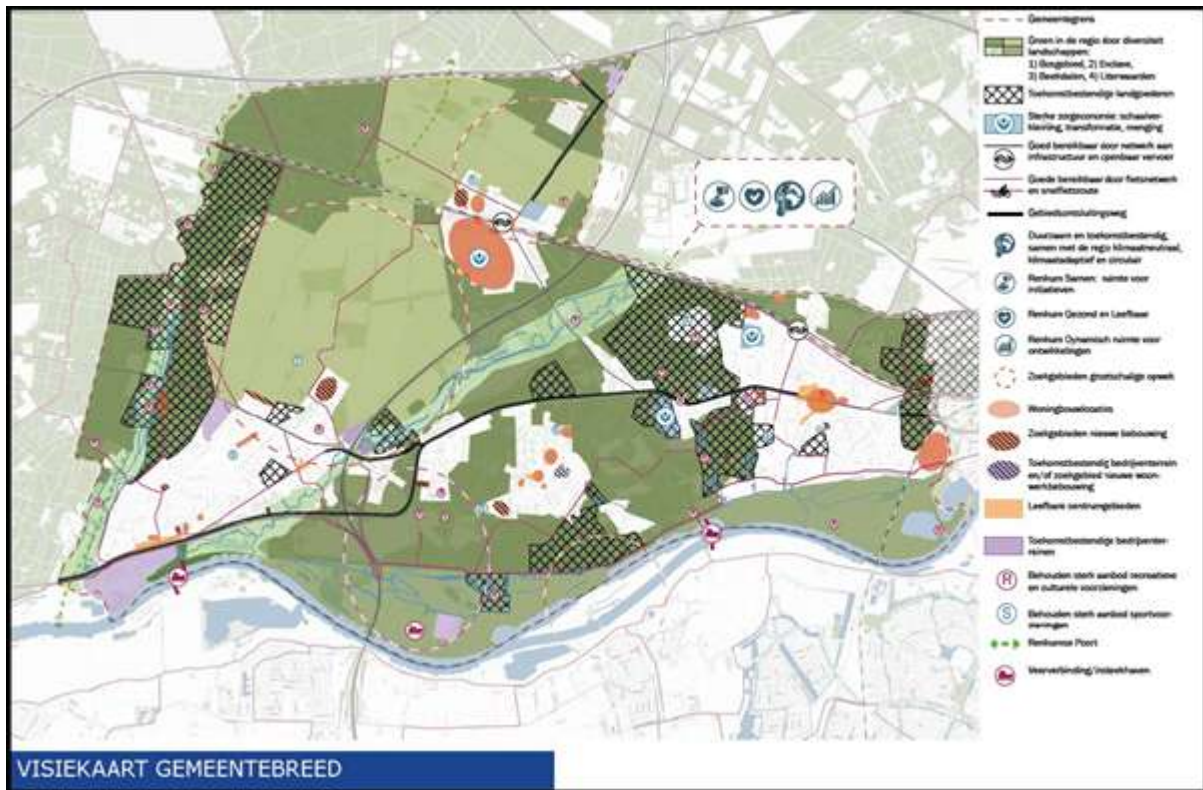 Gemeentegrens
Groen in de regio door diversiteit
landschappen:
1) Bosgebied, 2) Enclave,
3) Beekdalen, 4) Uiterwaarden
Toekomstbestendige landgoederen
Sterke zorgeconomie: schaalver-
kleining, transformatie, menging
Goed bereikbaar door netwerk aan
infrastructuur en openbaar vervoer
Goede bereikbaar door fietsnetwerk
en snelfietsroute
Gebiedsontsluitingsweg
Duurzaam en toekomstbestendig,
samen met de regio klimaatneutraal,
klimaatadaptief en circulair
Renkum Samen: ruimte voor
initiatieven
Renkum Gezond en Leefbaar
Renkum Dynamisch ruimte voor
ontwikkelingen
Zoekgebieden grootschalige opwek
Woningbouwlocaties
Zoekgebieden nieuwe bebouwing
Toekomstbestendig bedrijventerrein
en/of zoekgebied nieuwe woon-
werkbebouwing
Leefbare centrumgebieden
Toekomstbestendige bedrijventer-
reinen
R
Behouden sterk aanbod recreatieve
en culturele voorzieningen
S
Behouden sterk aanbod sportvoor-
zieningen
Renkumse Poort
Veerverbinding/insteekhaven
VISIEKAART GEMEENTEBREED